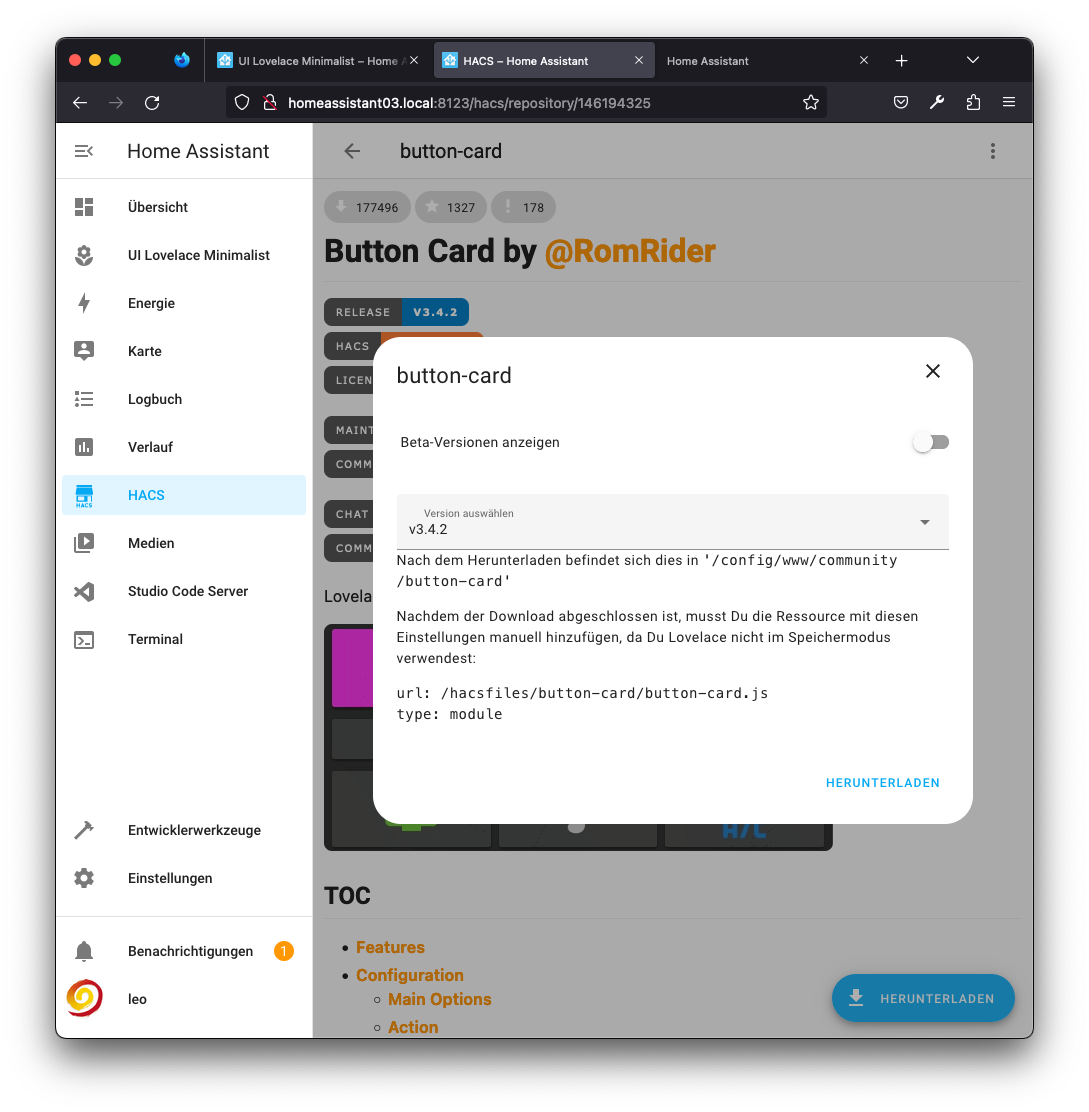 UI Lovelace Minimalist – Home A
HACS – Home Assistant
Home Assistant
homeassistant03.local:8123/hacs/repository/146194325
Home Assistant
Übersicht
UI Lovelace Minimalist
Energie
Karte
Logbuch
Verlauf
HACS
HACS
Medien
Studio Code Server
Terminal
Entwicklerwerkzeuge
Einstellungen
Benachrichtigungen 1
leo
button-card
177496 1327 178
Button Card by @RomRider
RELEASE V3.4.2
HACS
LICEN
MAINT
COMM
CHAT
COMM
Lovela
button-card
Beta-Versionen anzeigen
Version auswählen
v3.4.2
Nach dem Herunterladen befindet sich dies in '/config/www/community
/button-card'
Nachdem der Download abgeschlossen ist, musst Du die Ressource mit diesen
Einstellungen manuell hinzufügen, da Du Lovelace nicht im Speichermodus
verwendest:
url: /hacsfiles/button-card/button-card.js
type: module
HERUNTERLADEN
A/C
TOC
Features
Configuration
Main Options
Action
HERUNTERLADEN